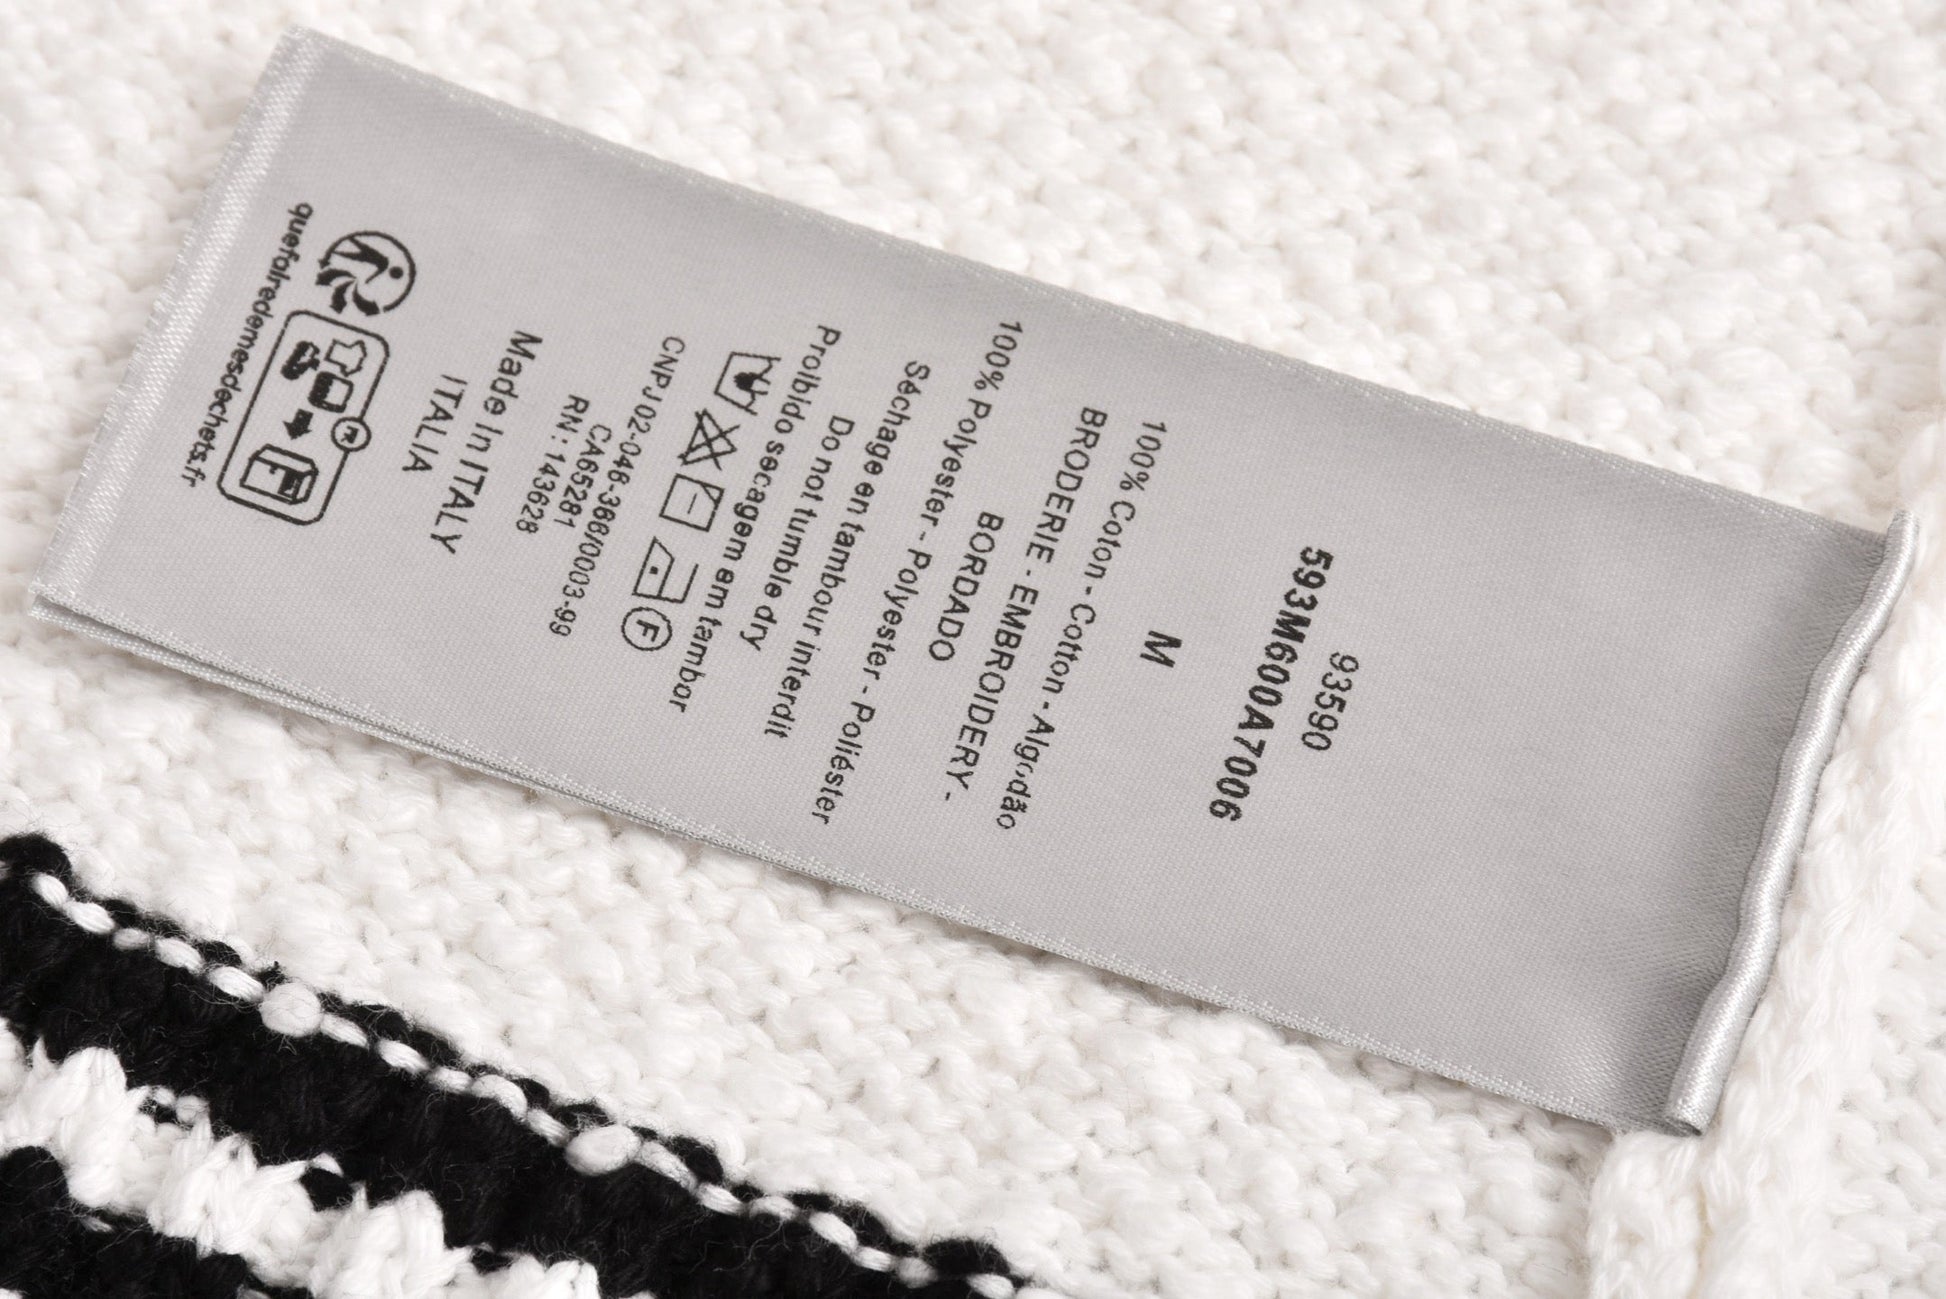 93590
593M600A7006
M
100% Coton - Cotton - Algodão
BRODERIE - EMBROIDERY -
BORDADO
100% Polyester - Polyester - Poliéster
Séchage en tambour interdit
Do not tumble dry
Proibido secagem em tambor
F
CNPJ 02-046-366/0003-99
CA65281
RN: 143628
Made in ITALY
ITALIA
FR
quefairedemesdechets.fr